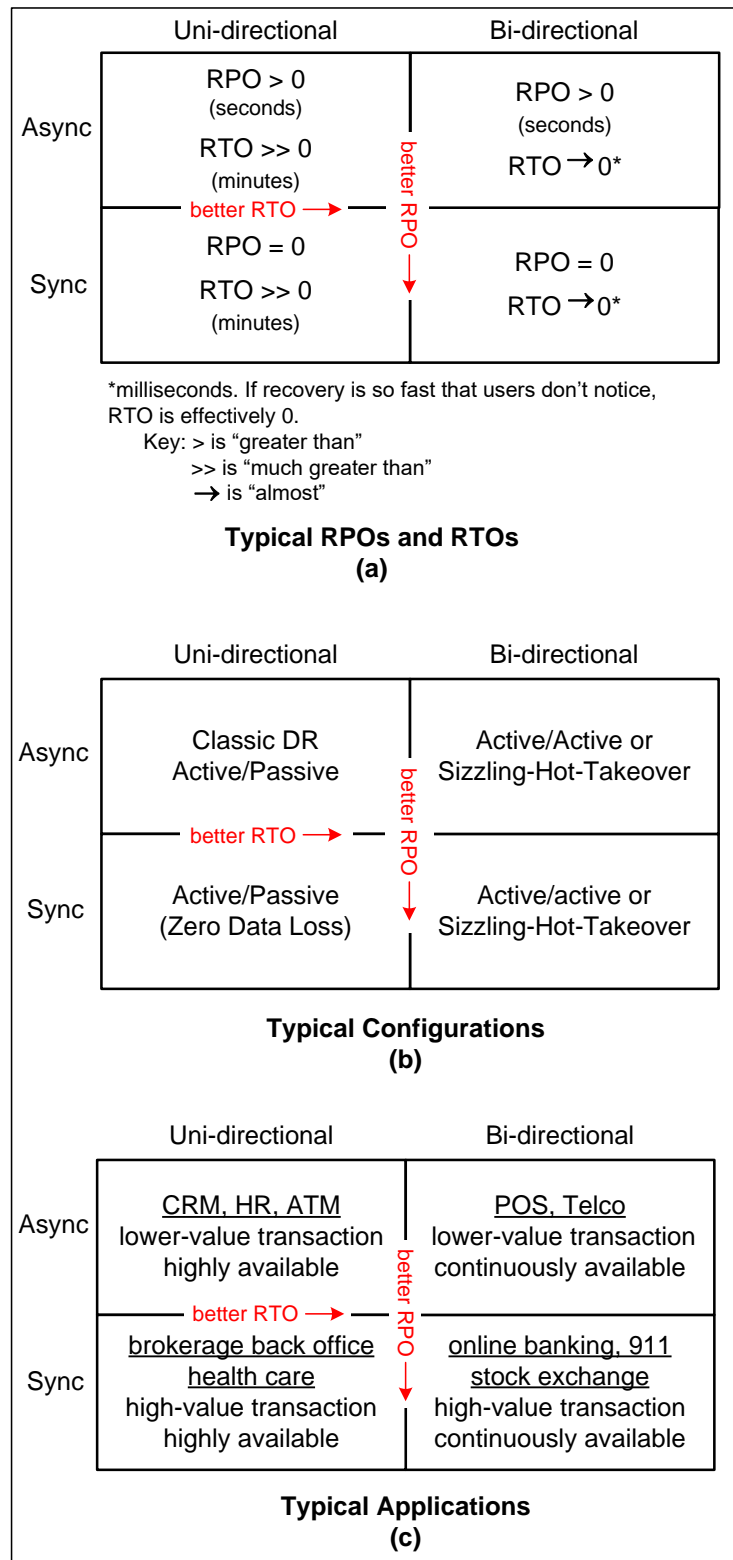 Uni-directional Bi-directional
Async
RPO > 0
(seconds)
RTO >> 0
(minutes)
RPO > 0
(seconds)
RTO → 0*
better RTO →
better RPO →
Sync
RPO = 0
RTO >> 0
(minutes)
RPO = 0
RTO → 0*
*milliseconds. If recovery is so fast that users don’t notice,
RTO is effectively 0.
Key: > is “greater than”
>> is “much greater than”
→ is “almost”
Typical RPOs and RTOs
(a)
Uni-directional Bi-directional
Async
Classic DR
Active/Passive
Active/Active or
Sizzling-Hot-Takeover
better RTO →
better RPO →
Sync
Active/Passive
(Zero Data Loss)
Active/active or
Sizzling-Hot-Takeover
Typical Configurations
(b)
Uni-directional Bi-directional
Async
CRM, HR, ATM
lower-value transaction
highly available
POS, Telco
lower-value transaction
continuously available
better RTO →
better RPO →
Sync
brokerage back office
health care
high-value transaction
highly available
online banking, 911
stock exchange
high-value transaction
continuously available
Typical Applications
(c)